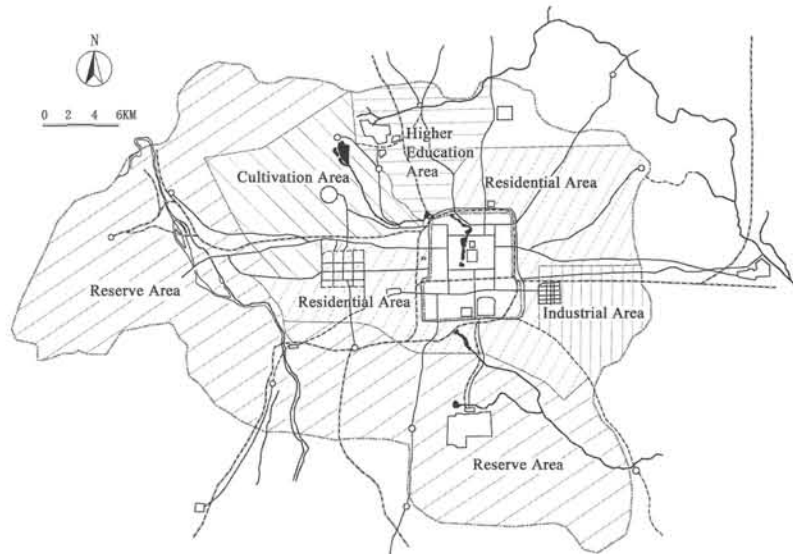 N
0 2 4 6KM
Higher
Education
Area
Cultivation Area
Residential Area
Reserve Area
Residential Area
Industrial Area
Reserve Area